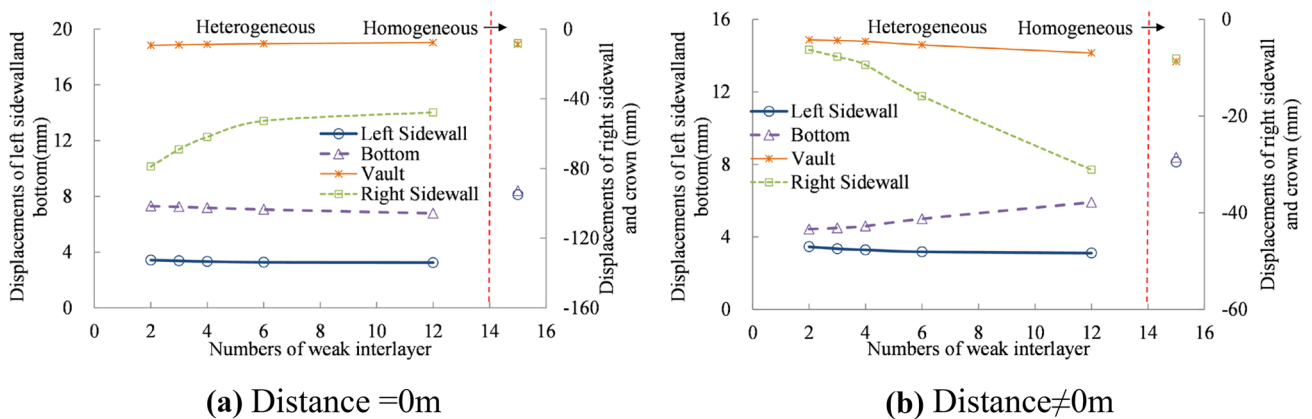 Heterogeneous
Homogeneous
Displacements of left sidewalland
bottom(mm)
20
16
12
8
4
0
0
-40
-80
-120
-160
Displacements of right sidewall
and crown (mm)
Left Sidewall
Bottom
Vault
Right Sidewall
0 2 4 6 8 10 12 14 16
Numbers of weak interlayer
(a) Distance =0m
Heterogeneous
Homogeneous
Displacements of left sidewalland
bottom(mm)
16
12
8
4
0
0
-20
-40
-60
Displacements of right sidewall
and crown (mm)
Left Sidewall
Bottom
Vault
Right Sidewall
0 2 4 6 8 10 12 14 16
Numbers of weak interlayer
(b) Distance≠0m